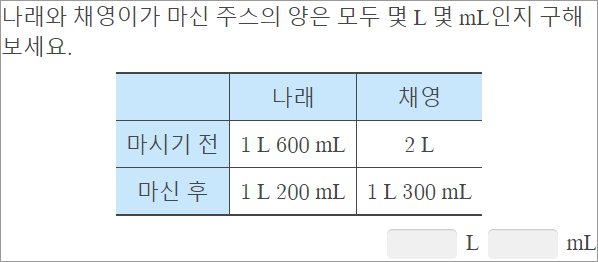 나래와 채영이가 마신 주스의 양은 모두 몇 L 몇 mL인지 구해
보세요.
나래 채영
마시기 전 1 L 600 mL 2 L
마신 후 1 L 200 mL 1 L 300 mL
L mL